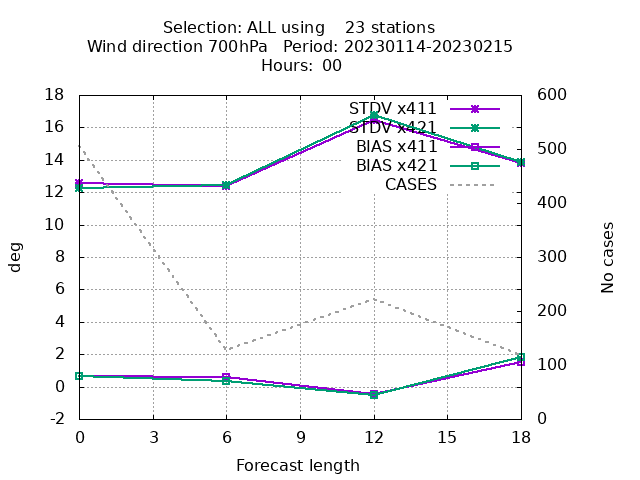 Selection: ALL using    23 stations
Wind direction 700hPa   Period: 20230114-20230215
Hours: 00
STDV x411
STDV x421
BIAS x411
BIAS x421
CASES
18
16
14
12
10
8
6
4
2
0
-2
deg
600
500
400
300
200
100
0
No cases
0 3 6 9 12 15 18
Forecast length